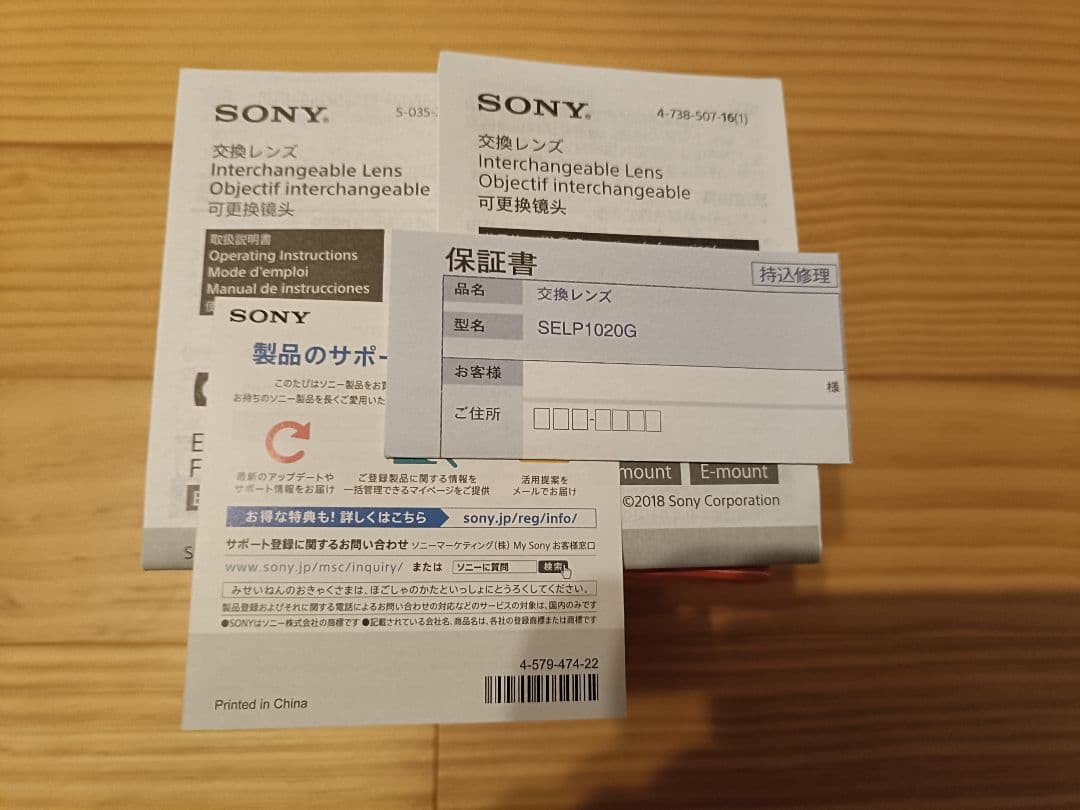 SONY®
S-035-
交換レンズ
Interchangeable Lens
Objectif interchangeable
可更换镜头
取扱説明書
Operating Instructions
Mode d'emploi
Manual de instrucciones
SONY®
4-738-507-16(1)
交換レンズ
Interchangeable Lens
Objectif interchangeable
可更换镜头
mount
E-mount
©2018 Sony Corporation
保証書
持込修理
品名
交換レンズ
型名
SELP1020G
お客様
様
ご住所
SONY
製品のサポー
このたびはソニー製品をお買
お持ちのソニー製品を長くご愛用いた
最新のアップデートや
サポート情報をお届け
ご登録製品に関する情報を
一括管理できるマイページをご提供
活用提案を
メールでお届け
お得な特典も! 詳しくはこちら sony.jp/reg/info/
サポート登録に関するお問い合わせ ソニーマーケティング(株) My Sony お客様窓口
www.sony.jp/msc/inquiry/ または ソニーに質問 検索
みせいねんのおきゃくさまは、ほごしゃのかたといっしょにとうろくしてください。
製品登録およびそれに関する電話によるお問い合わせの対応などのサービスの対象は、国内のみです
●SONYはソニー株式会社の商標です ●記載されている会社名、商品名は、各社の登録商標または商標です
4-579-474-22
Printed in China